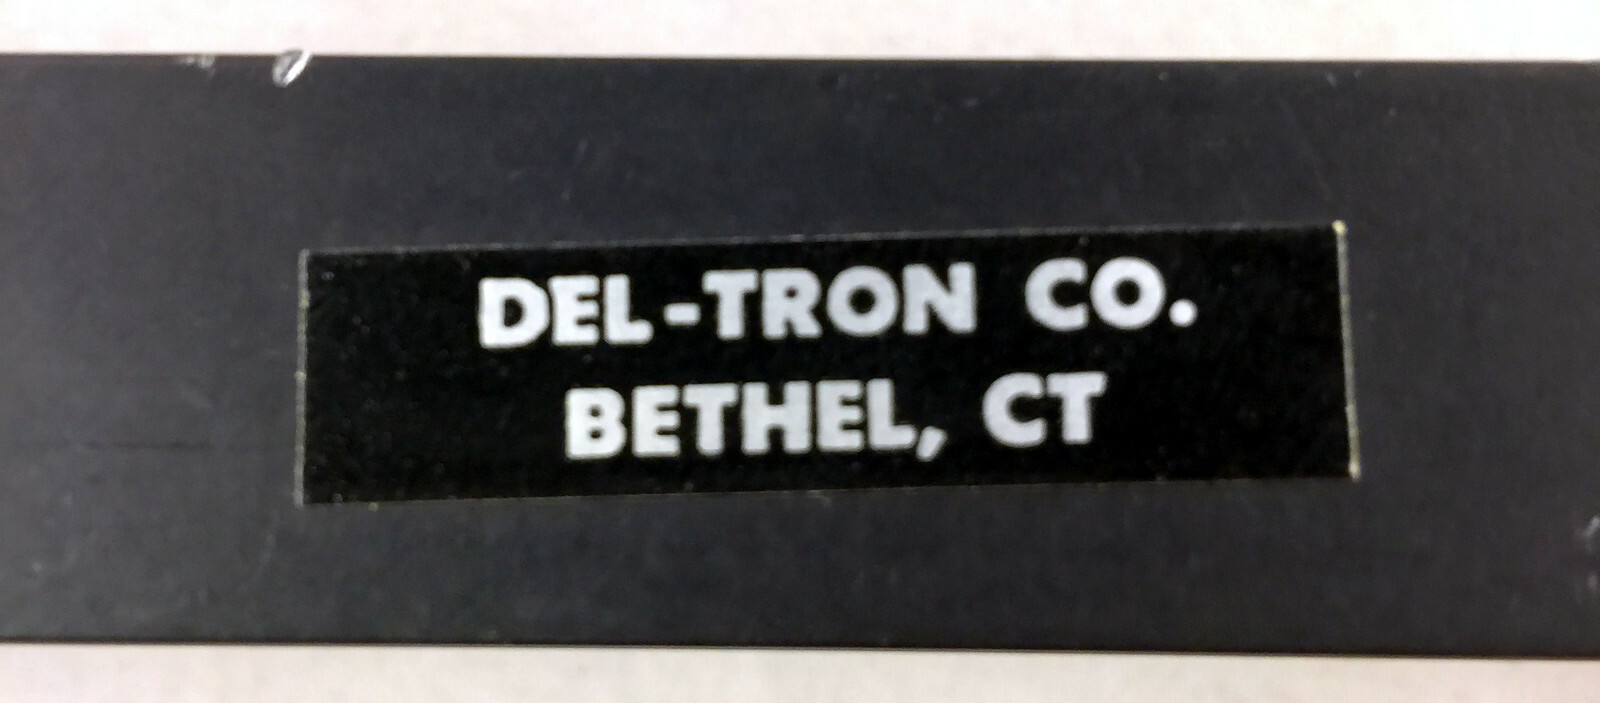 DEL-TRON CO.
BETHEL, CT